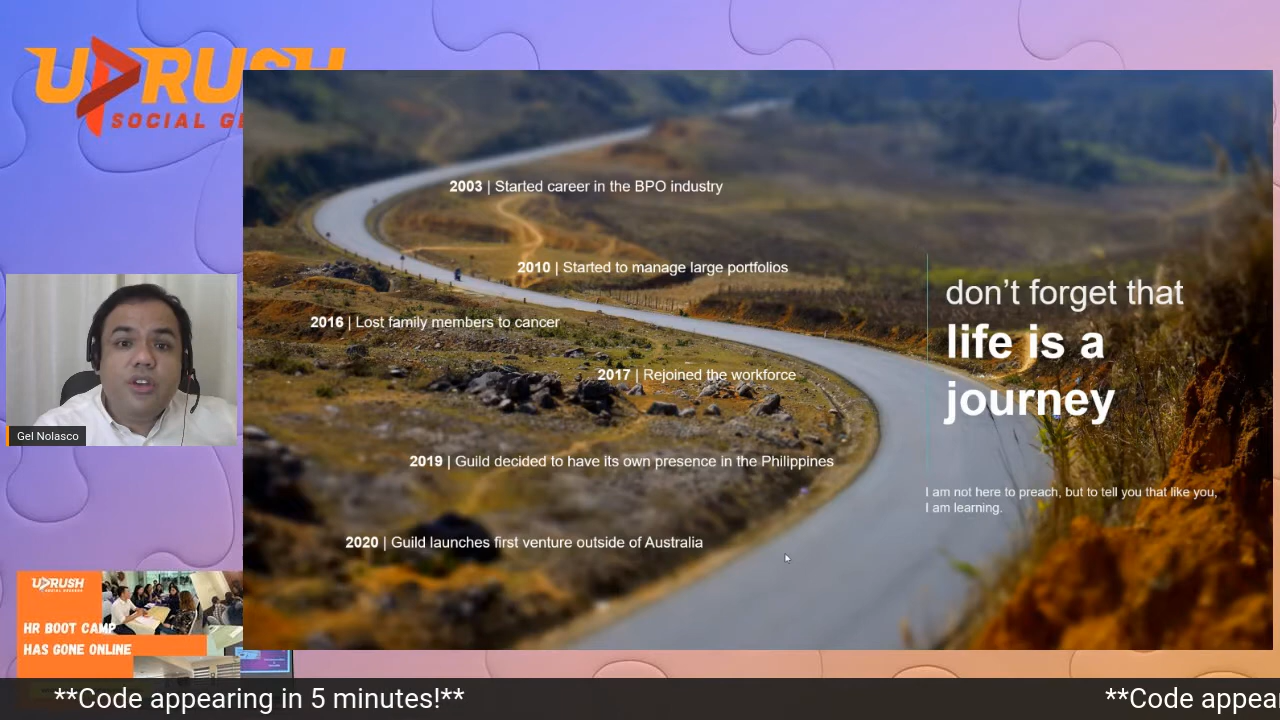 UPRUSH
SOCIAL GE
2003 | Started career in the BPO industry
2010 | Started to manage large portfolios
2016 | Lost family members to cancer
2017 | Rejoined the workforce
2019 | Guild decided to have its own presence in the Philippines
2020 | Guild launches first venture outside of Australia
don't forget that
life is a
journey
I am not here to preach, but to tell you that like you,
I am learning.
Gel Nolasco
UPRUSH
HR BOOT CAMP
HAS GONE ONLINE
**Code appearing in 5 minutes!** **Code appea